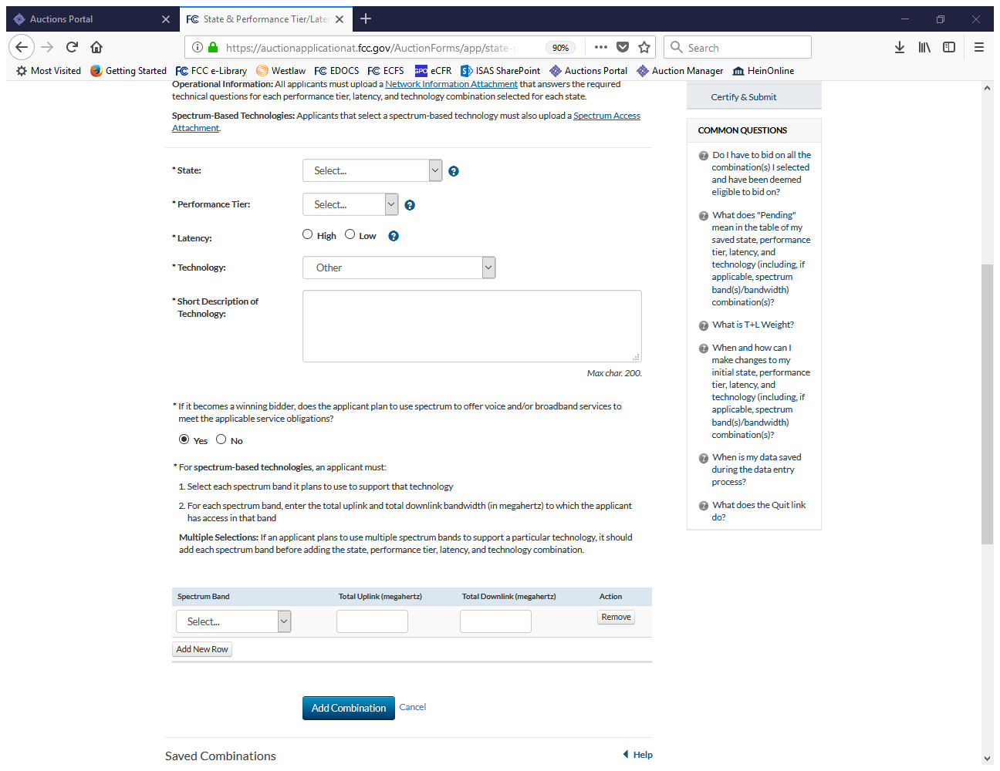 Auctions Portal
FCC State & Performance Tier/Later
https://auctionapplicationat.fcc.gov/AuctionForms/app/state-p
90%
Search
Most Visited Getting Started FCC e-Library Westlaw EDOCS ECFS eCFR ISAS SharePoint Auctions Portal Auction Manager HeinOnline
Operational Information: All applicants must upload a Network Information Attachment that answers the required
technical questions for each performance tier, latency, and technology combination selected for each state.
Spectrum-Based Technologies: Applicants that select a spectrum-based technology must also upload a Spectrum Access
Attachment.
* State: Select...
* Performance Tier: Select...
* Latency: High Low
* Technology: Other
* Short Description of
Technology:
Max char. 200.
* If it becomes a winning bidder, does the applicant plan to use spectrum to offer voice and/or broadband services to
meet the applicable service obligations?
Yes No
* For spectrum-based technologies, an applicant must:
1. Select each spectrum band it plans to use to support that technology
2. For each spectrum band, enter the total uplink and total downlink bandwidth (in megahertz) to which the applicant
has access in that band
Multiple Selections: If an applicant plans to use multiple spectrum bands to support a particular technology, it should
add each spectrum band before adding the state, performance tier, latency, and technology combination.
Spectrum Band Total Uplink (megahertz) Total Downlink (megahertz) Action
Select... Remove
Add New Row
Add Combination Cancel
Saved Combinations Help
Certify & Submit
COMMON QUESTIONS
Do I have to bid on all the
combination(s) I selected
and have been deemed
eligible to bid on?
What does "Pending"
mean in the table of my
saved state, performance
tier, latency, and
technology (including, if
applicable, spectrum
band(s)/bandwidth)
combination(s)?
What is T+L Weight?
When and how can I
make changes to my
initial state, performance
tier, latency, and
technology (including, if
applicable, spectrum
band(s)/bandwidth)
combination(s)?
When is my data saved
during the data entry
process?
What does the Quit link
do?